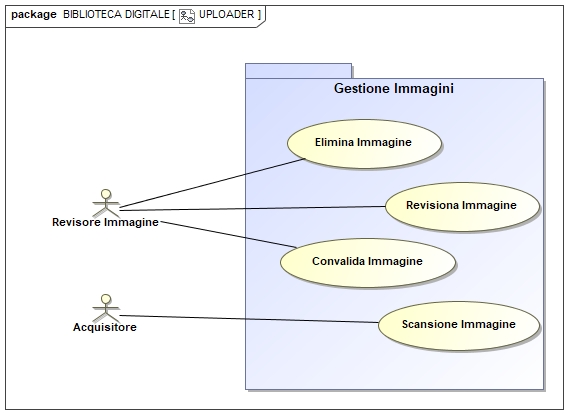 package BIBLIOTECA DIGITALE [ UPLOADER ]
Gestione Immagini
Elimina Immagine
Revisiona Immagine
Revisore Immagine
Convalida Immagine
Scansione Immagine
Acquisitore